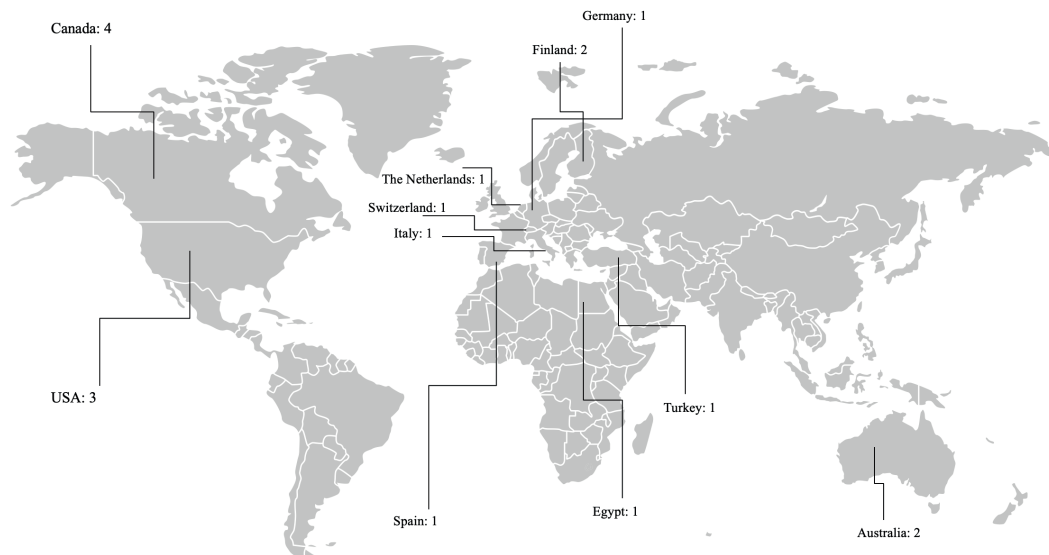 Germany: 1
Canada: 4
Finland: 2
The Netherlands: 1
Switzerland: 1
Italy: 1
USA: 3
Turkey: 1
Egypt: 1
Spain: 1
Australia: 2